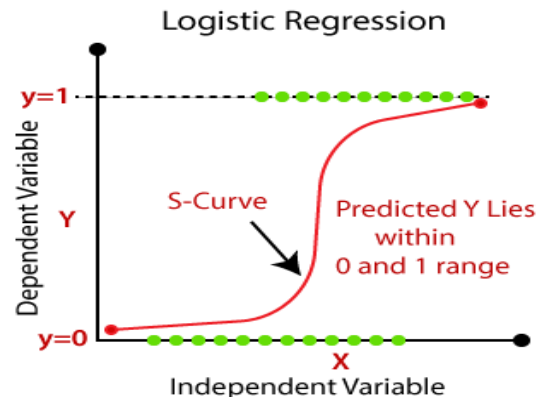 Logistic Regression
y=1
Dependent Variable
Y
S-Curve
Predicted Y Lies
within
0 and 1 range
y=0
X
Independent Variable